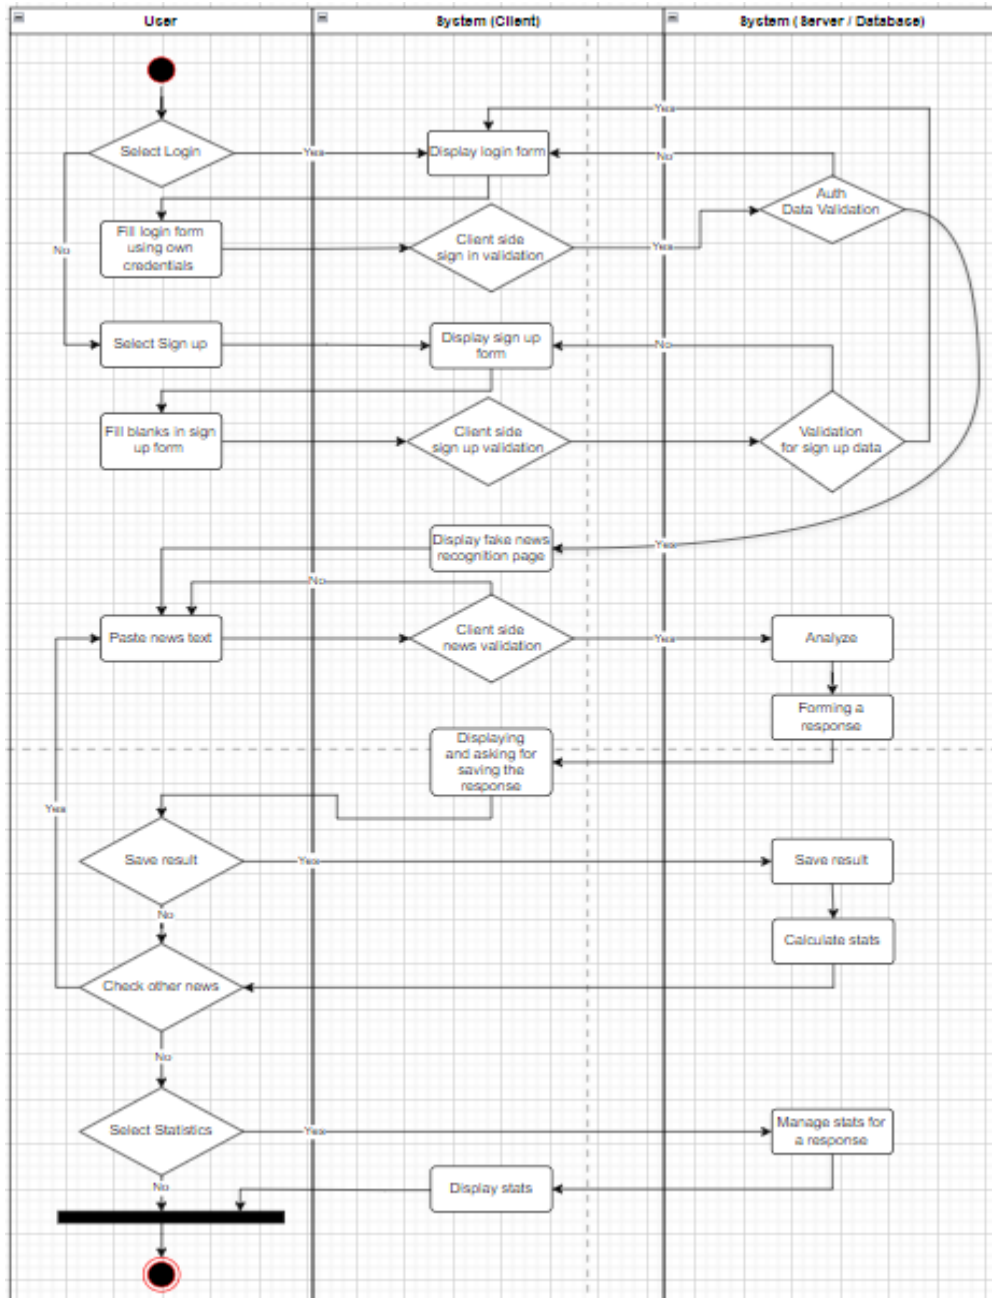 User
System (Client)
System (Server / Database)
Select Login
Yes
Display login form
Yes
No
Auth
Data Validation
No
Fill login form
using own
credentials
Client side
sign in validation
Yes
Select Sign up
Display sign up
form
No
Fill blanks in sign
up form
Client side
sign up validation
Validation
for sign up data
Display fake news
recognition page
Yes
No
Paste news text
Client side
news validation
Yes
Analyze
Forming a
response
Displaying
and asking for
saving the
response
Yes
Save result
Yes
Save result
No
Calculate stats
Check other news
No
Select Statistics
Yes
Manage stats for
a response
No
Display stats